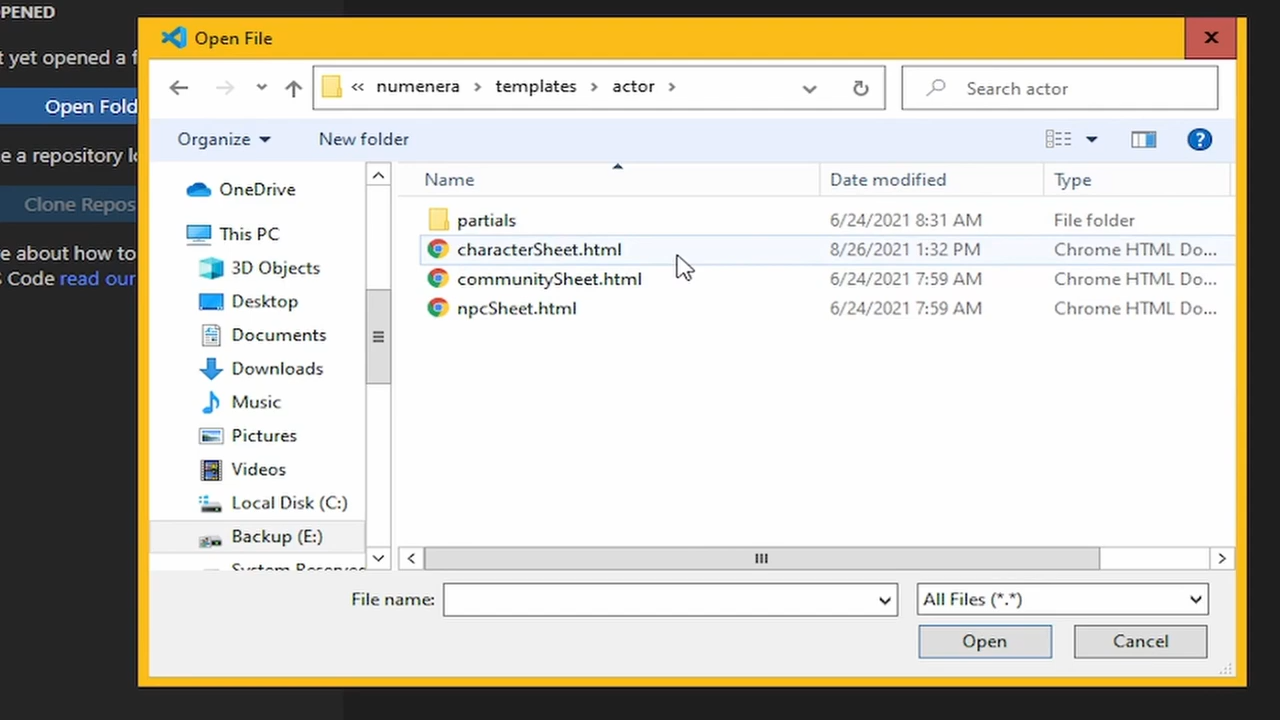 PENED
t yet opened a f
Open Fold
e a repository lo
Clone Repos
e about how to
S Code read our
Open File
« numenera > templates > actor >
Search actor
Organize
New folder
OneDrive
This PC
3D Objects
Desktop
Documents
Downloads
Music
Pictures
Videos
Local Disk (C:)
Backup (E:)
System Reserved
Name Date modified Type
partials 6/24/2021 8:31 AM File folder
characterSheet.html 8/26/2021 1:32 PM Chrome HTML Do...
communitySheet.html 6/24/2021 7:59 AM Chrome HTML Do...
npcSheet.html 6/24/2021 7:59 AM Chrome HTML Do...
File name:
All Files (*.*)
Open
Cancel